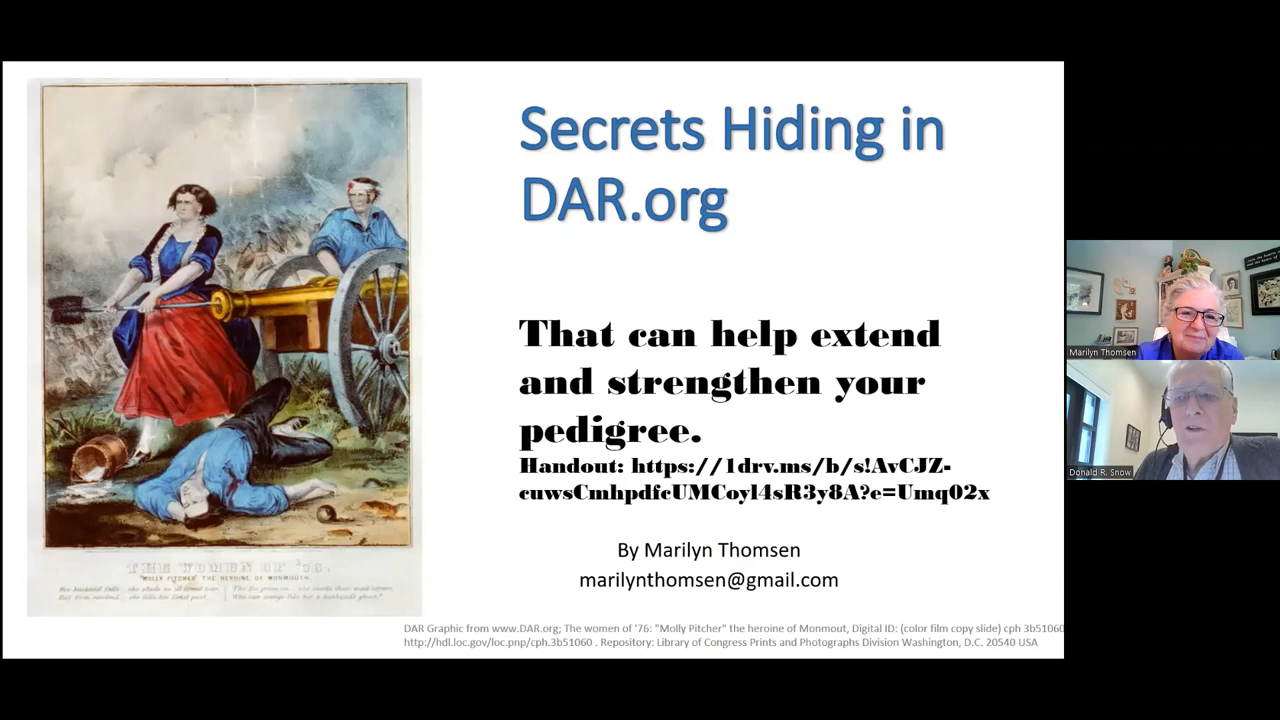 Secrets Hiding in
DAR.org
That can help extend
and strengthen your
pedigree.
Handout: https://1drv.ms/b/s!AvCJZ-
cuwsCmhpdfcUMCoyl4sR3y8A?e=Umq02x
By Marilyn Thomsen
marilynthomsen@gmail.com
THE WOMEN OF '76.
"MOLLY PITCHER" THE HEROINE OF MONMOUTH.
DAR Graphic from www.DAR.org; The women of '76: "Molly Pitcher" the heroine of Monmout, Digital ID: (color film copy slide) cph 3b51060
http://hdl.loc.gov/loc.pnp/cph.3b51060 . Repository: Library of Congress Prints and Photographs Division Washington, D.C. 20540 USA
Marilyn Thomsen
Donald R. Snow